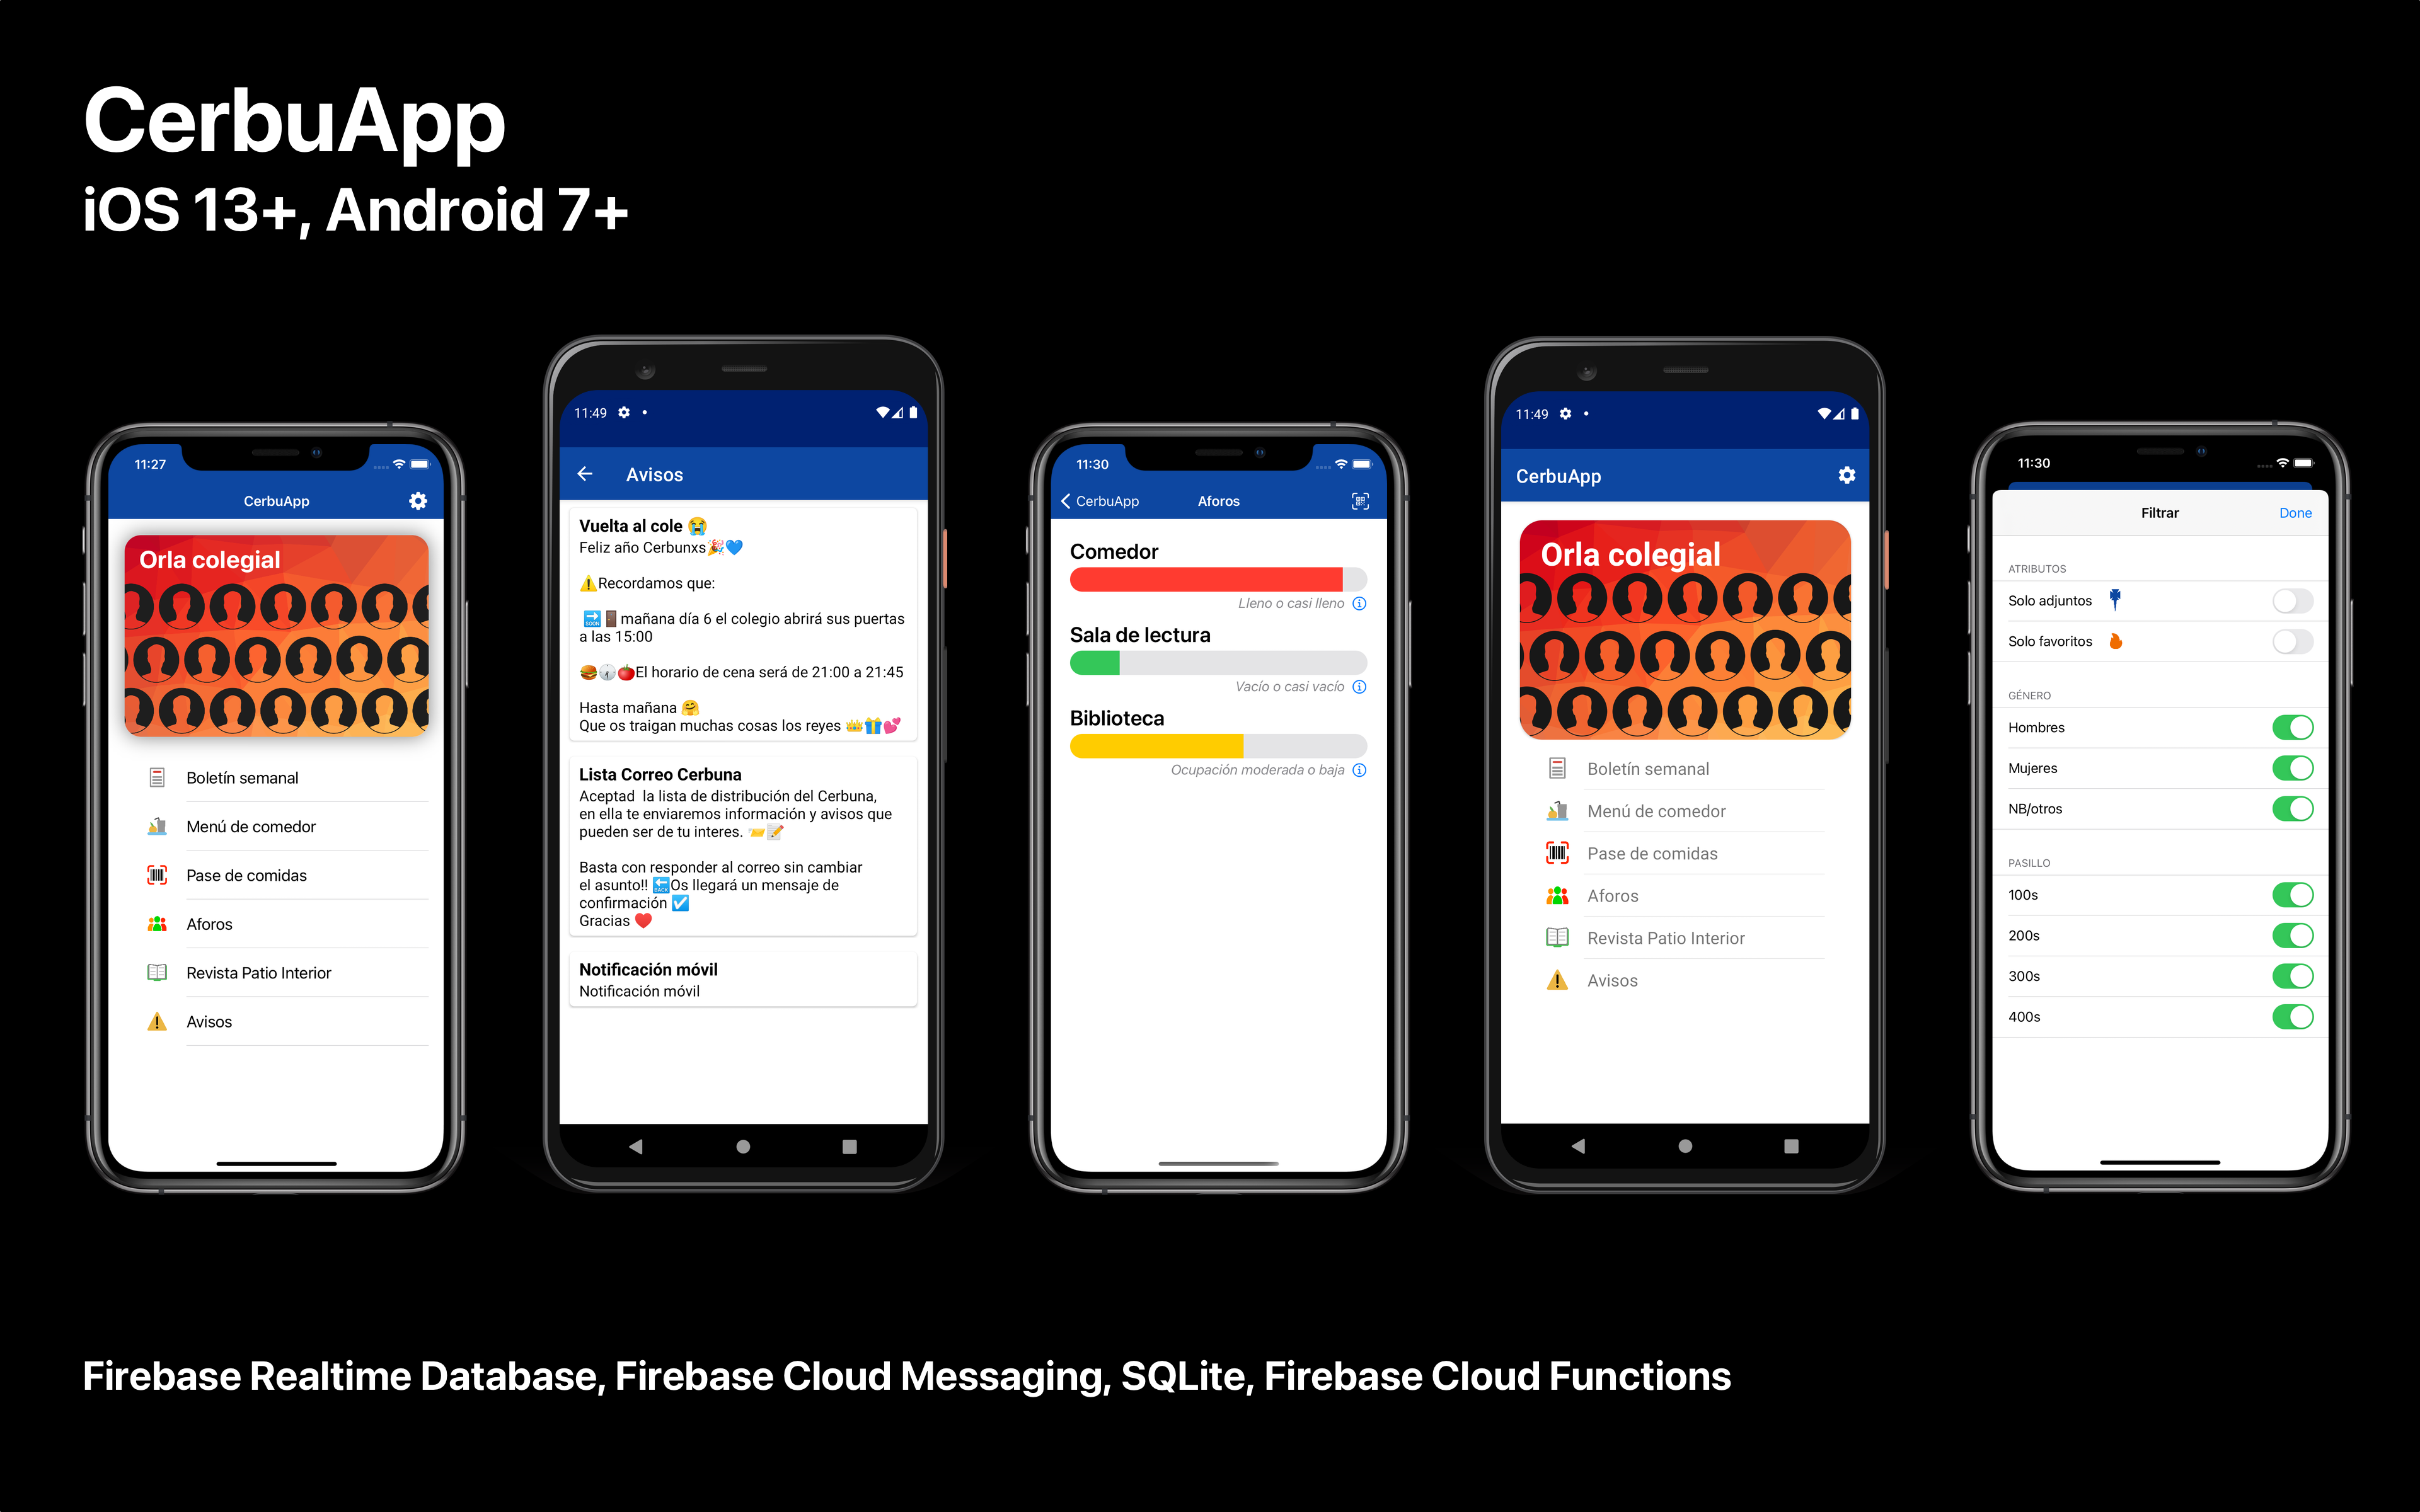 CerbuApp
iOS 13+, Android 7+
11:27
CerbuApp
Orla colegial
Boletín semanal
Menú de comedor
Pase de comidas
Aforos
Revista Patio Interior
Avisos
11:49
Avisos
Vuelta al cole 😭
Feliz año Cerbunxs🎉💙
⚠️Recordamos que:
🔜🚪mañana día 6 el colegio abrirá sus puertas
a las 15:00
🍔🕢🍅El horario de cena será de 21:00 a 21:45
Hasta mañana 🤗
Que os traigan muchas cosas los reyes 👑🎁💕
Lista Correo Cerbuna
Aceptad  la lista de distribución del Cerbuna,
en ella te enviaremos información y avisos que
pueden ser de tu interes. 📨📝
Basta con responder al correo sin cambiar
el asunto!! 🔙Os llegará un mensaje de
confirmación ☑️
Gracias ❤️
Notificación móvil
Notificación móvil
11:30
CerbuApp
Aforos
Comedor
Lleno o casi lleno
Sala de lectura
Vacío o casi vacío
Biblioteca
Ocupación moderada o baja
11:49
CerbuApp
Orla colegial
Boletín semanal
Menú de comedor
Pase de comidas
Aforos
Revista Patio Interior
Avisos
11:30
Filtrar
Done
ATRIBUTOS
Solo adjuntos
Solo favoritos
GÉNERO
Hombres
Mujeres
NB/otros
PASILLO
100s
200s
300s
400s
Firebase Realtime Database, Firebase Cloud Messaging, SQLite, Firebase Cloud Functions